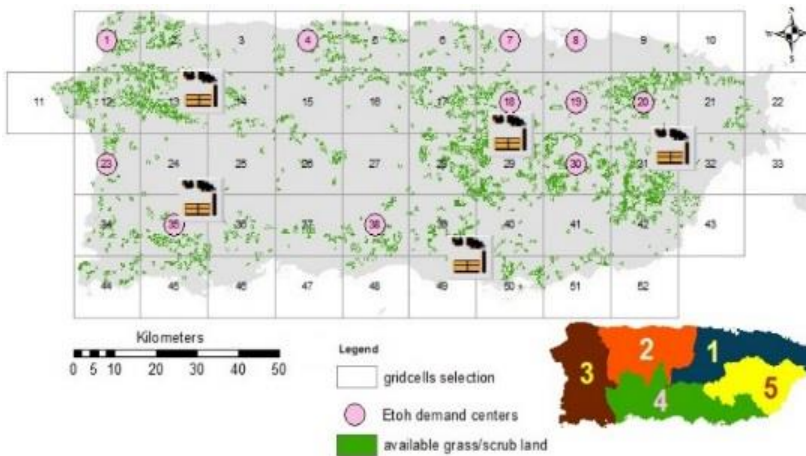 1 2 3 4 5 6 7 8 9 10
11 12 13 14 15 16 17 18 19 20 21 22
23 24 25 26 27 28 29 30 31 32 33
34 35 36 37 38 39 40 41 42 43
44 45 46 47 48 49 50 51 52
Kilometers
0 5 10 20 30 40 50
Legend
gridcells selection
Etoh demand centers
available grass/scrub land
1
2
3
4
5